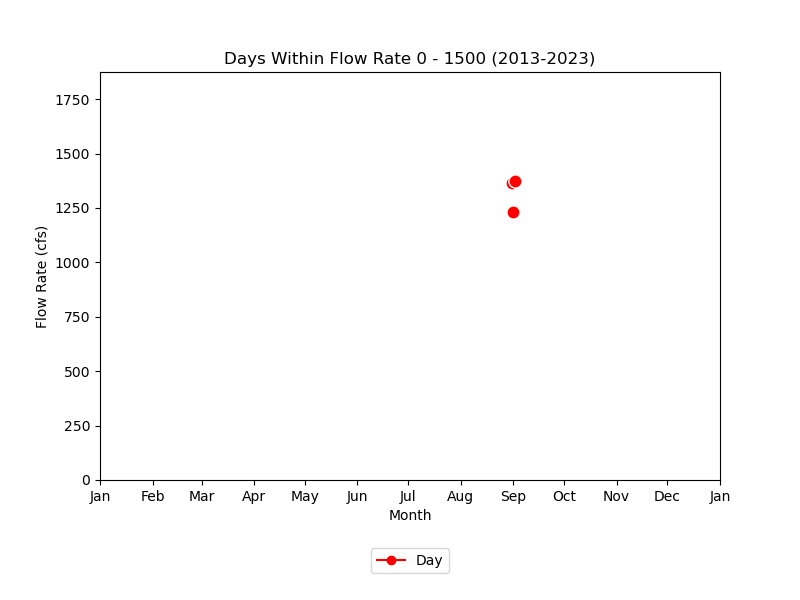 Days Within Flow Rate 0 - 1500 (2013-2023)
1750
1500
1250
1000
750
500
250
0
Flow Rate (cfs)
Jan Feb Mar Apr May Jun Jul Aug Sep Oct Nov Dec Jan
Month
Day